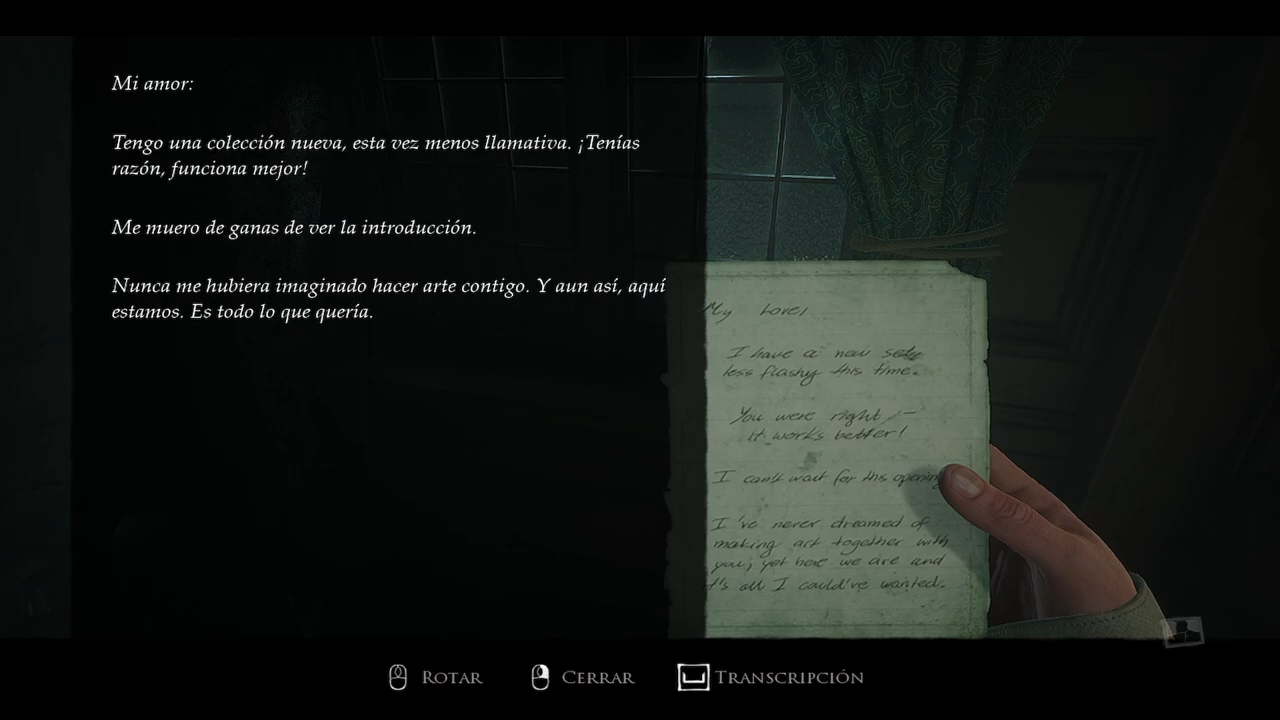 Mi amor:
Tengo una colección nueva, esta vez menos llamativa. ¡Tenías
razón, funciona mejor!
Me muero de ganas de ver la introducción.
Nunca me hubiera imaginado hacer arte contigo. Y aun así, aquí
estamos. Es todo lo que quería.
My Love,
I have a new set,
less flashy this time.
You were right –
it works better!
I can't wait for this opening
I've never dreamed of
making art together with
you, yet here we are and
it's all I could've wanted.
ROTAR
CERRAR
TRANSCRIPCIÓN